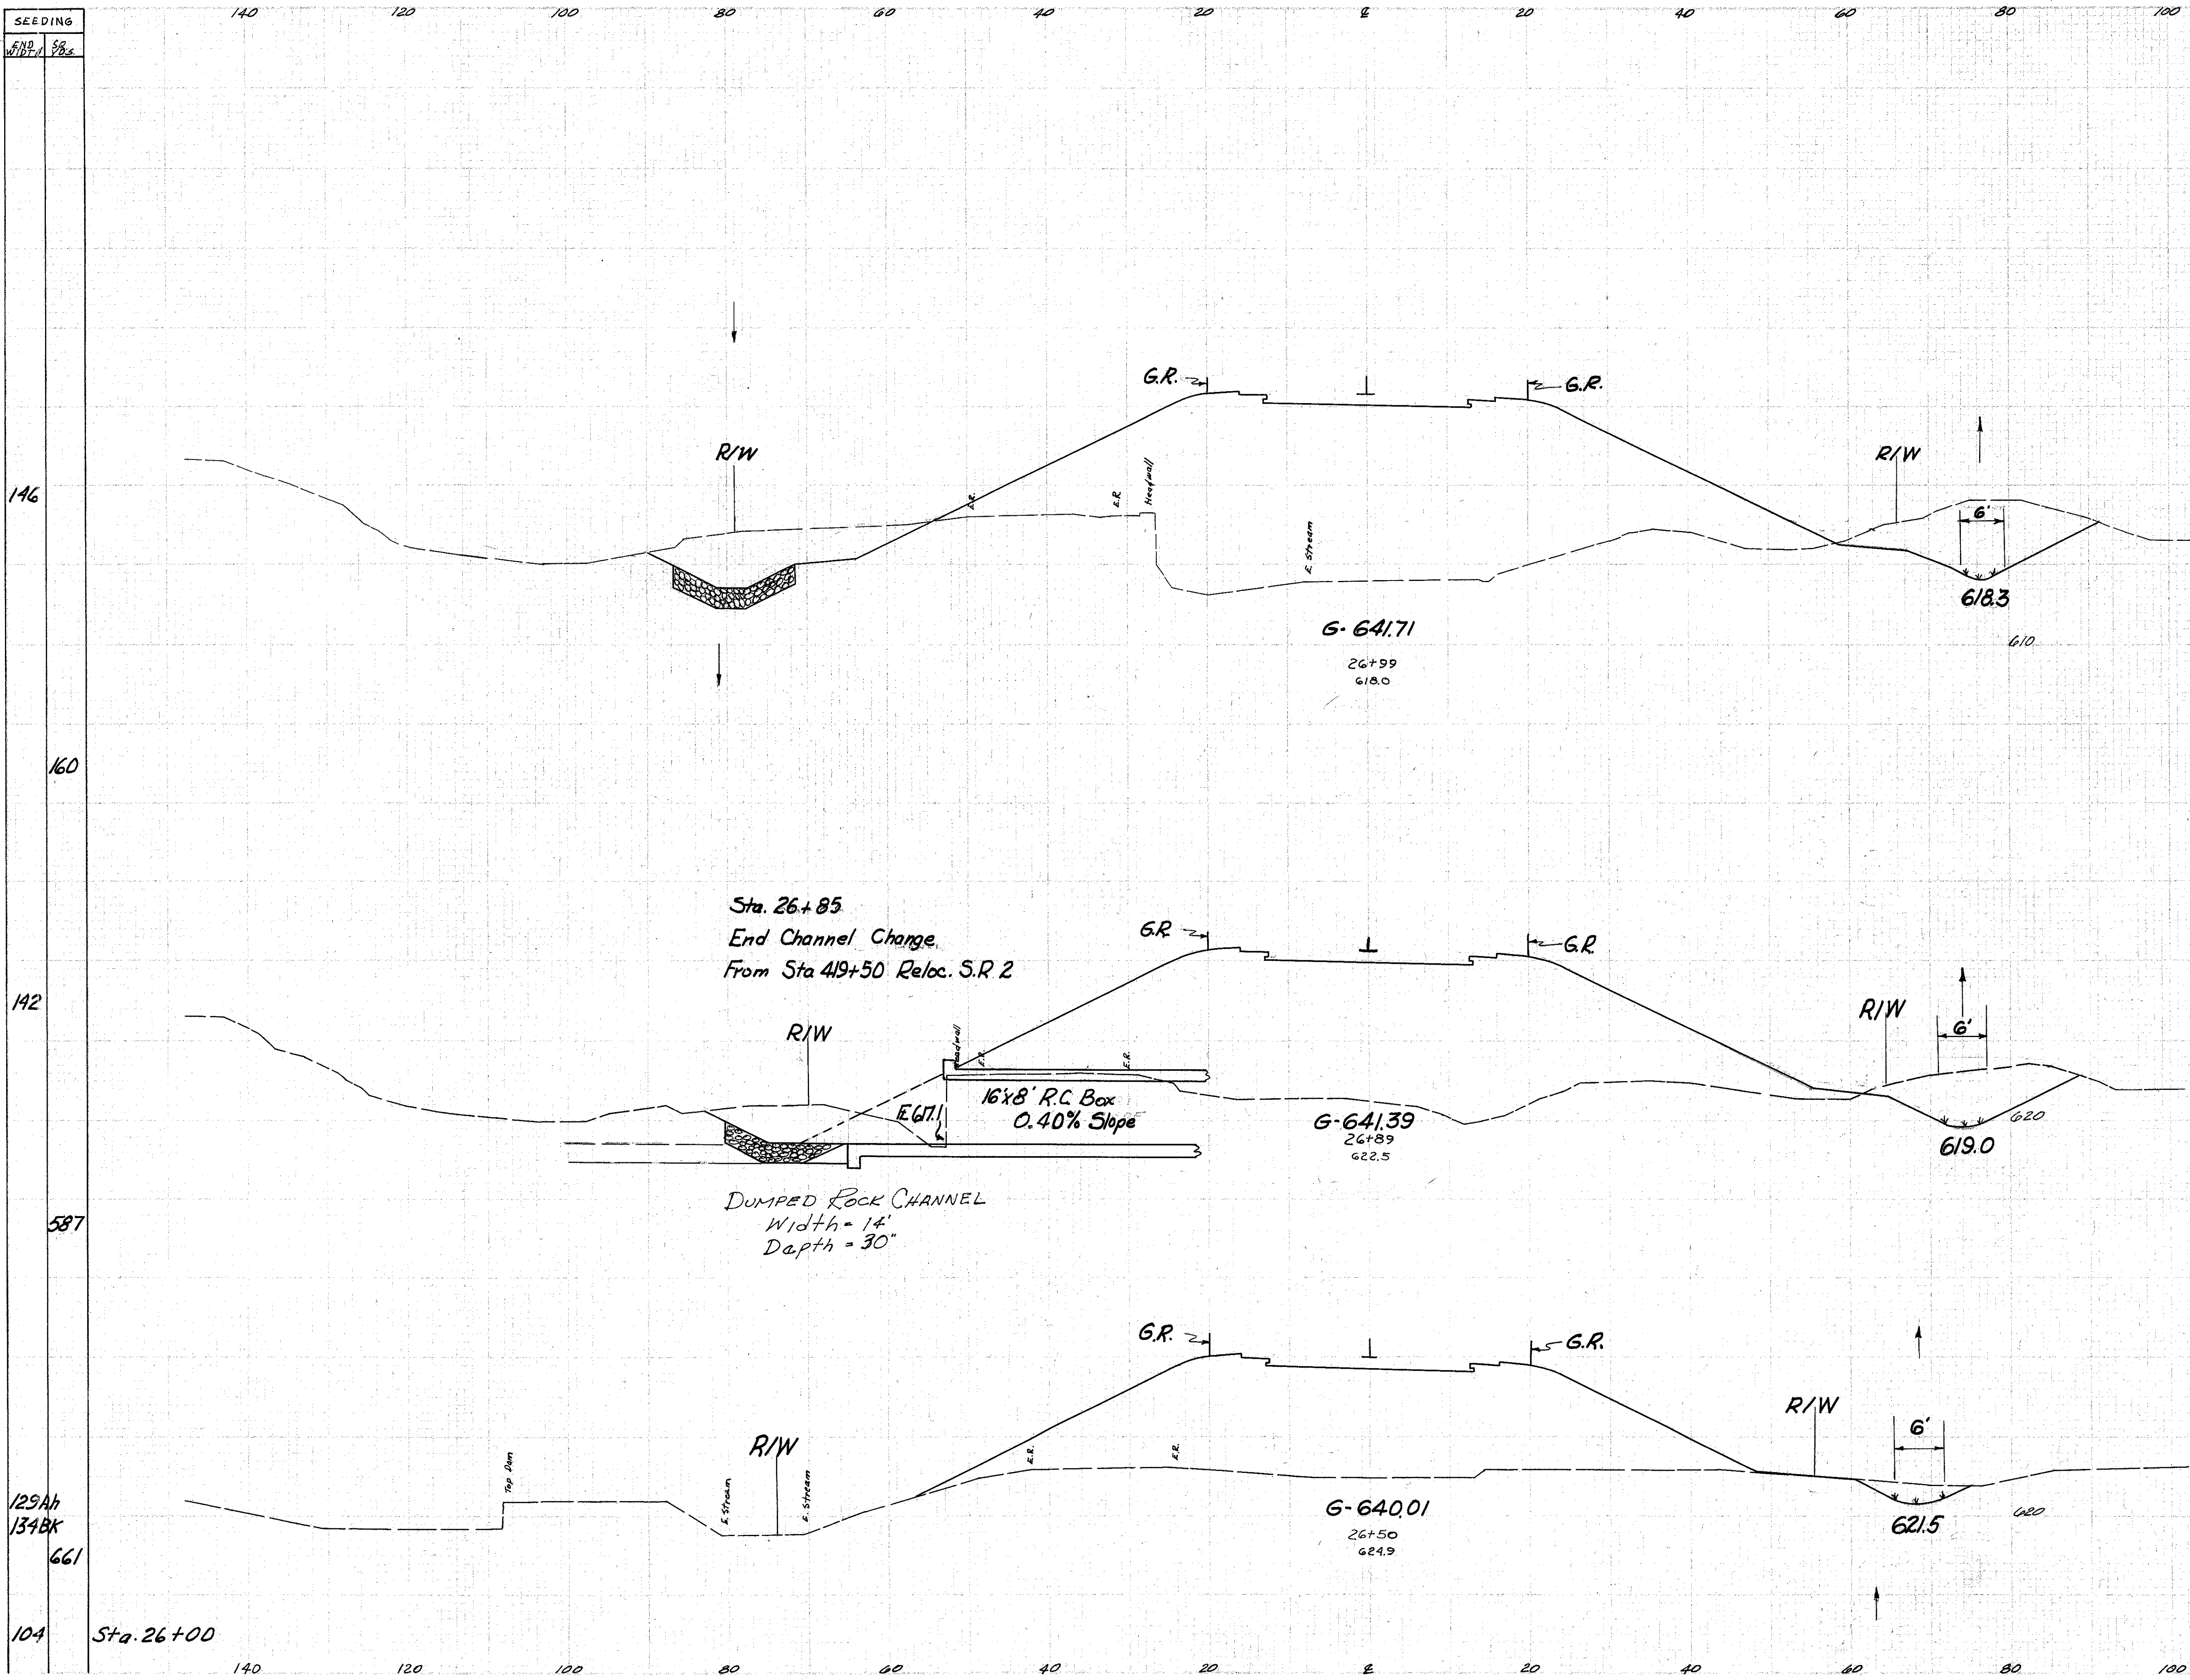 140 120 100 80 60 40 20 ℄ 20 40 60 80 100
SEEDING
END WIDTH
SQ. YDS.
G.R.
G.R.
R/W
R/W
146
E.R.
E.R.
Headwall
E. Stream
6'
618.3
G-641.71
26+99
618.0
610
160
Sta. 26+85
End Channel Change
From Sta 419+50 Reloc. S.R. 2
G.R.
G.R.
142
R/W
R/W
6'
Headwall
E.R.
E.R.
16'x8' R.C. Box
0.40% Slope
E617.1
G-641.39
26+89
622.5
620
619.0
DUMPED ROCK CHANNEL
Width = 14'
Depth = 30"
587
G.R.
G.R.
R/W
R/W
6'
Top Dam
E. Stream
E. Stream
E.R.
E.R.
129Ah
134BK
G-640.01
26+50
624.9
621.5
620
661
104
Sta. 26+00
140 120 100 80 60 40 20 ℄ 20 40 60 80 100